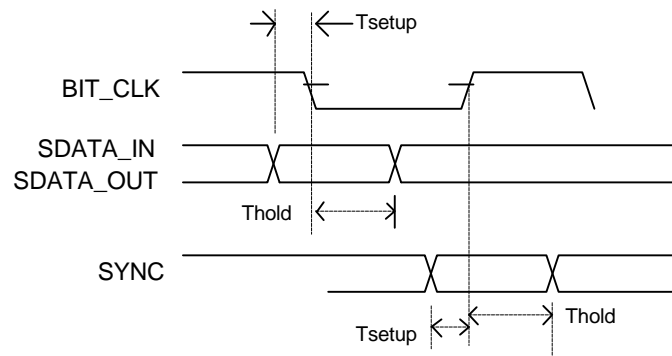 Tsetup
BIT_CLK
SDATA_IN
SDATA_OUT
Thold
SYNC
Thold
Tsetup